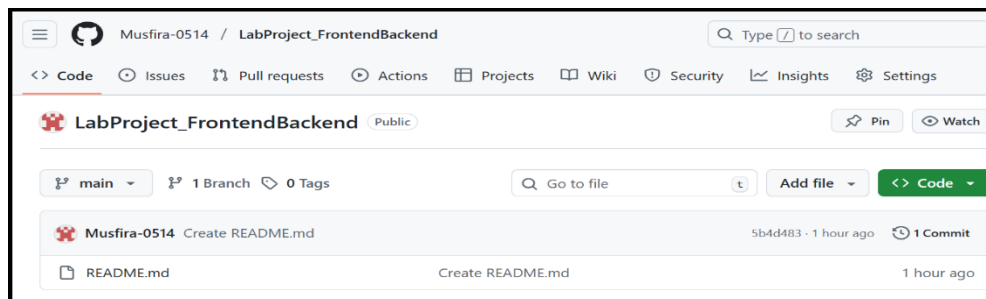 Musfira-0514 / LabProject_FrontendBackend Type / to search
<> Code Issues Pull requests Actions Projects Wiki Security Insights Settings
LabProject_FrontendBackend Public Pin Watch
main 1 Branch 0 Tags Go to file t Add file <> Code
Musfira-0514 Create README.md 5b4d483 · 1 hour ago 1 Commit
README.md Create README.md 1 hour ago